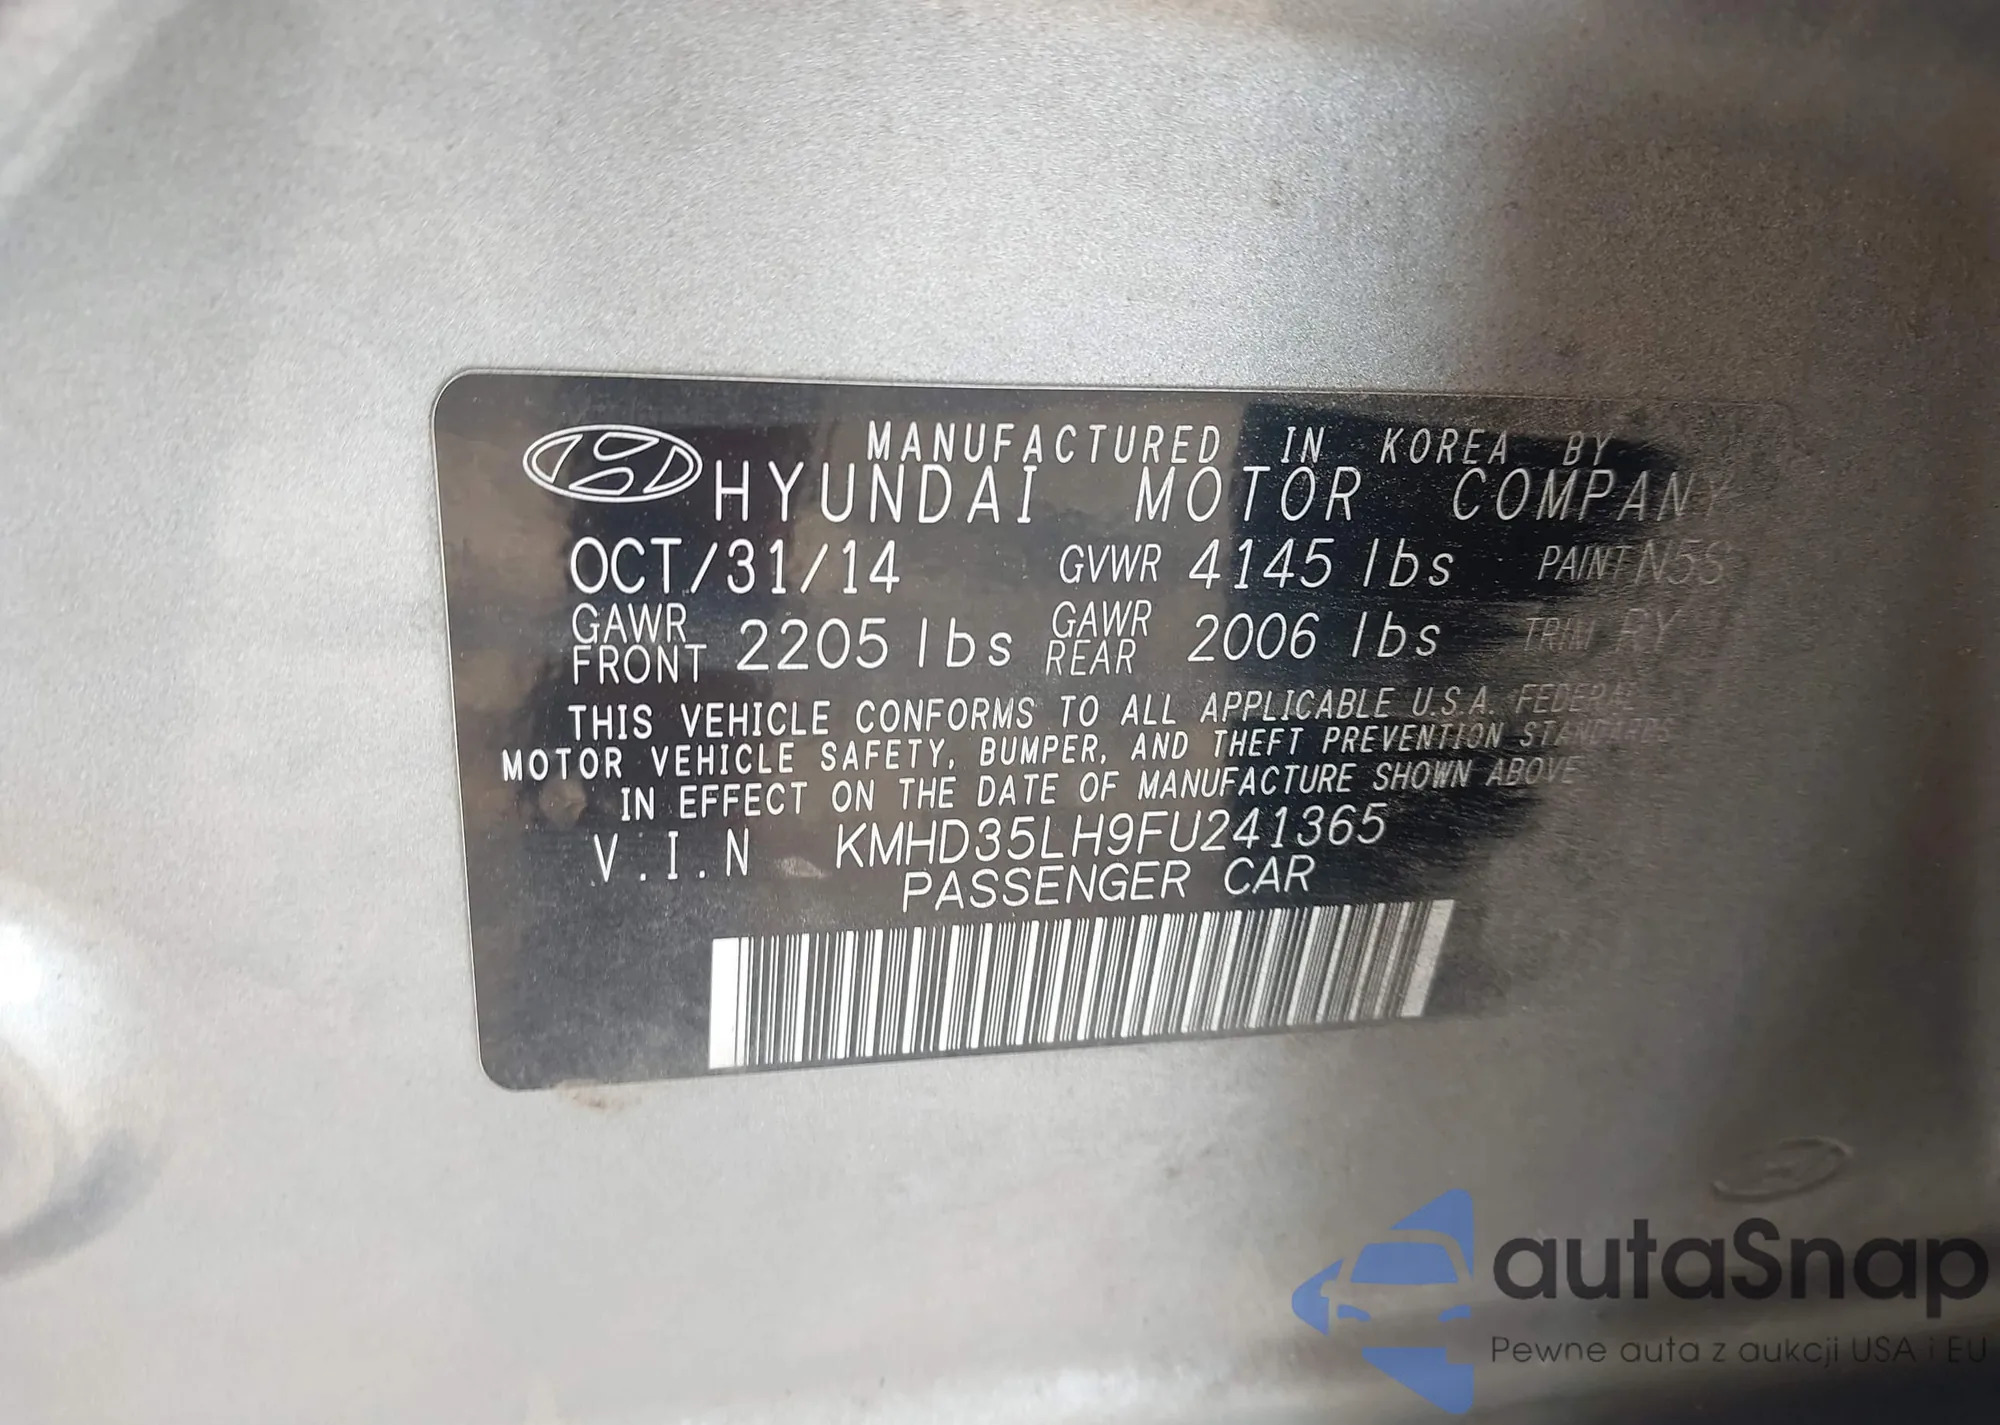 MANUFACTURED IN KOREA BY
HYUNDAI MOTOR COMPANY
OCT/31/14 GVWR 4145 lbs PAINT N5S
GAWR FRONT 2205 lbs GAWR REAR 2006 lbs TRIM RY
THIS VEHICLE CONFORMS TO ALL APPLICABLE U.S.A. FEDERAL
MOTOR VEHICLE SAFETY, BUMPER, AND THEFT PREVENTION STANDARDS
IN EFFECT ON THE DATE OF MANUFACTURE SHOWN ABOVE
V.I.N KMHD35LH9FU241365
PASSENGER CAR
autaSnap
Pewne auta z aukcji USA i EU